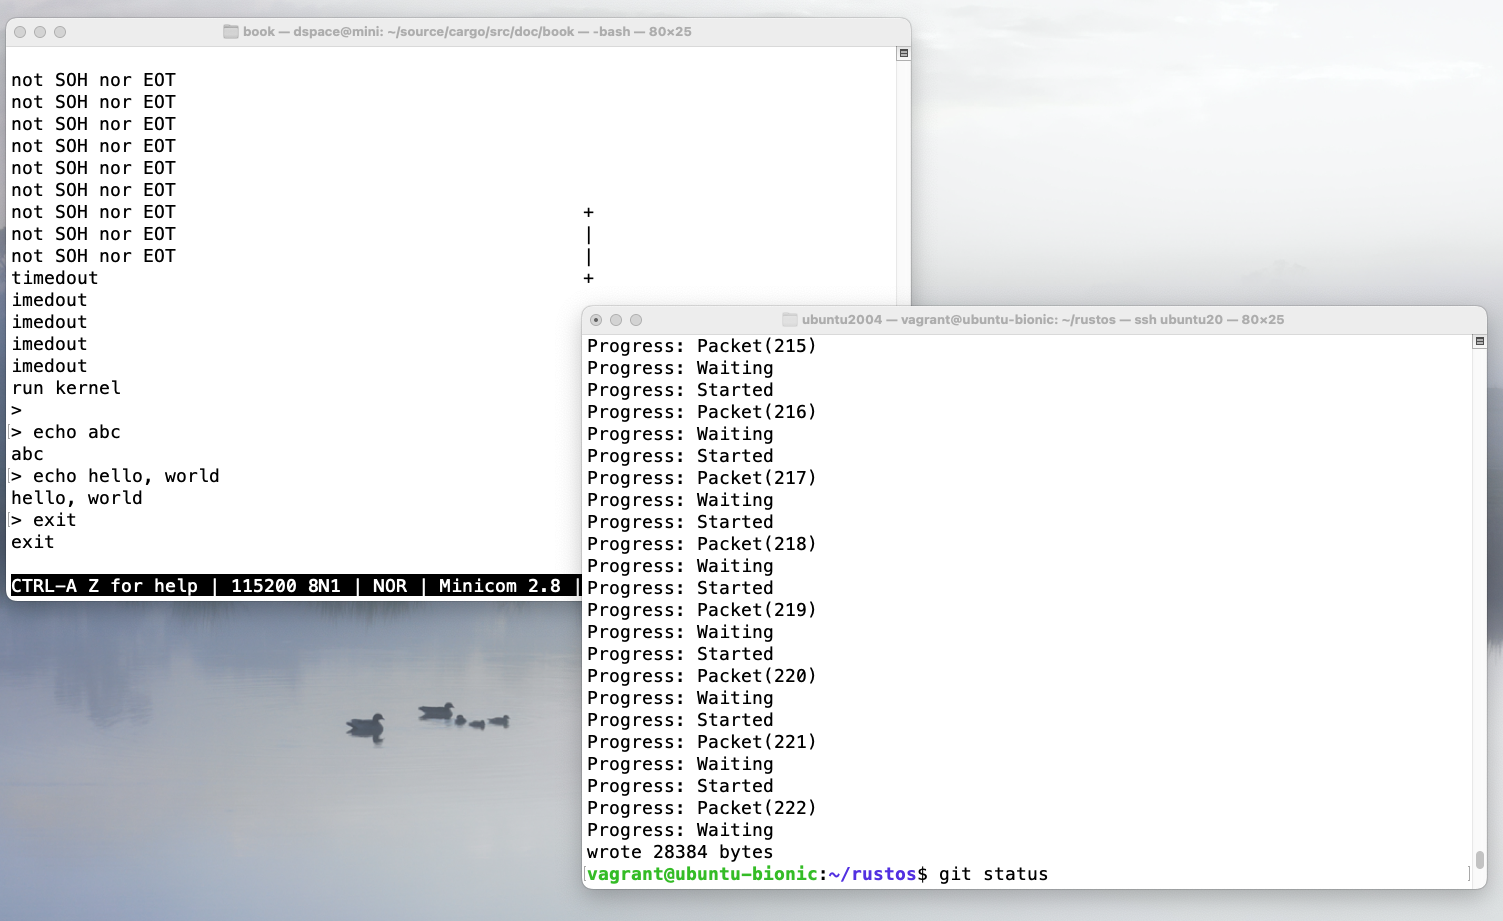 book — dspace@mini: ~/source/cargo/src/doc/book — -bash — 80×25
not SOH nor EOT
not SOH nor EOT
not SOH nor EOT
not SOH nor EOT
not SOH nor EOT
not SOH nor EOT
not SOH nor EOT +
not SOH nor EOT |
not SOH nor EOT |
timedout +
imedout
imedout
imedout
imedout
run kernel
>
[> echo abc
abc
[> echo hello, world
hello, world
[> exit
exit
CTRL-A Z for help | 115200 8N1 | NOR | Minicom 2.8 |
ubuntu2004 — vagrant@ubuntu-bionic: ~/rustos — ssh ubuntu20 — 80×25
Progress: Packet(215)
Progress: Waiting
Progress: Started
Progress: Packet(216)
Progress: Waiting
Progress: Started
Progress: Packet(217)
Progress: Waiting
Progress: Started
Progress: Packet(218)
Progress: Waiting
Progress: Started
Progress: Packet(219)
Progress: Waiting
Progress: Started
Progress: Packet(220)
Progress: Waiting
Progress: Started
Progress: Packet(221)
Progress: Waiting
Progress: Started
Progress: Packet(222)
Progress: Waiting
wrote 28384 bytes
[vagrant@ubuntu-bionic:~/rustos$ git status ]